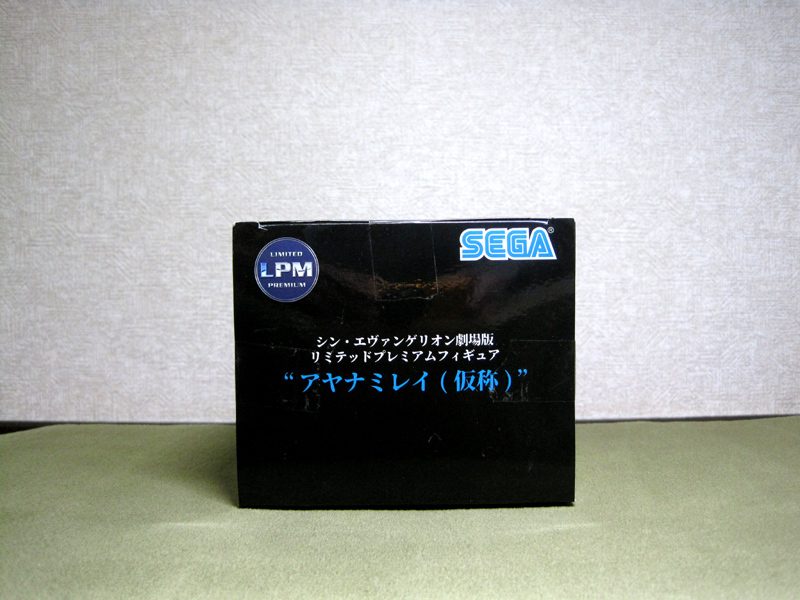 LIMITED
LPM
PREMIUM
SEGA®
シン・エヴァンゲリオン劇場版
リミテッドプレミアムフィギュア
“アヤナミレイ(仮称)”